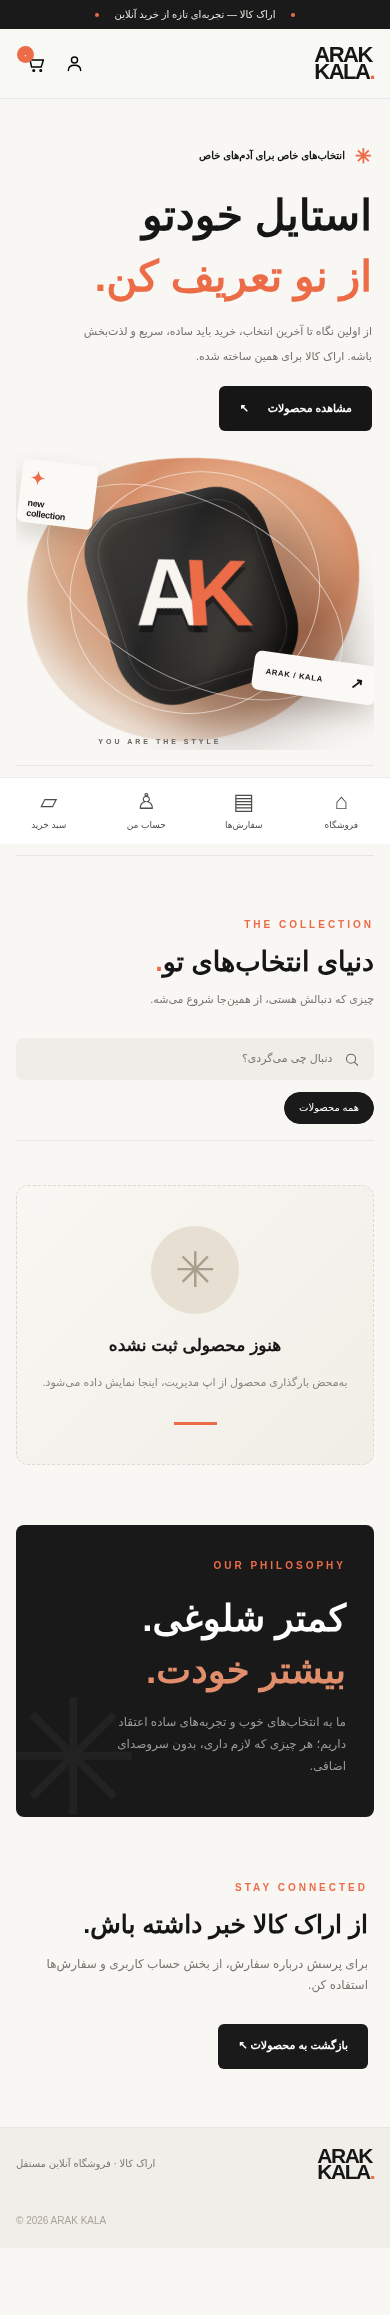 اراک کالا — تجربه‌ای تازه از خرید آنلاین
ARAK
KALA.
۰
انتخاب‌های خاص برای آدم‌های خاص
استایل خودتو
از نو تعریف کن.
از اولین نگاه تا آخرین انتخاب، خرید باید ساده، سریع و لذت‌بخش
باشه. اراک کالا برای همین ساخته شده.
مشاهده محصولات ↖
new
collection
AK
ARAK / KALA ↗
YOU ARE THE STYLE
فروشگاه
سفارش‌ها
حساب من
سبد خرید
THE COLLECTION
دنیای انتخاب‌های تو.
چیزی که دنبالش هستی، از همین‌جا شروع می‌شه.
دنبال چی می‌گردی؟
همه محصولات
هنوز محصولی ثبت نشده
به‌محض بارگذاری محصول از اپ مدیریت، اینجا نمایش داده می‌شود.
OUR PHILOSOPHY
کمتر شلوغی.
بیشتر خودت.
ما به انتخاب‌های خوب و تجربه‌های ساده اعتقاد
داریم؛ هر چیزی که لازم داری، بدون سروصدای
اضافی.
STAY CONNECTED
از اراک کالا خبر داشته باش.
برای پرسش درباره سفارش، از بخش حساب کاربری و سفارش‌ها
استفاده کن.
بازگشت به محصولات ↖
ARAK
KALA.
اراک کالا · فروشگاه آنلاین مستقل
© 2026 ARAK KALA